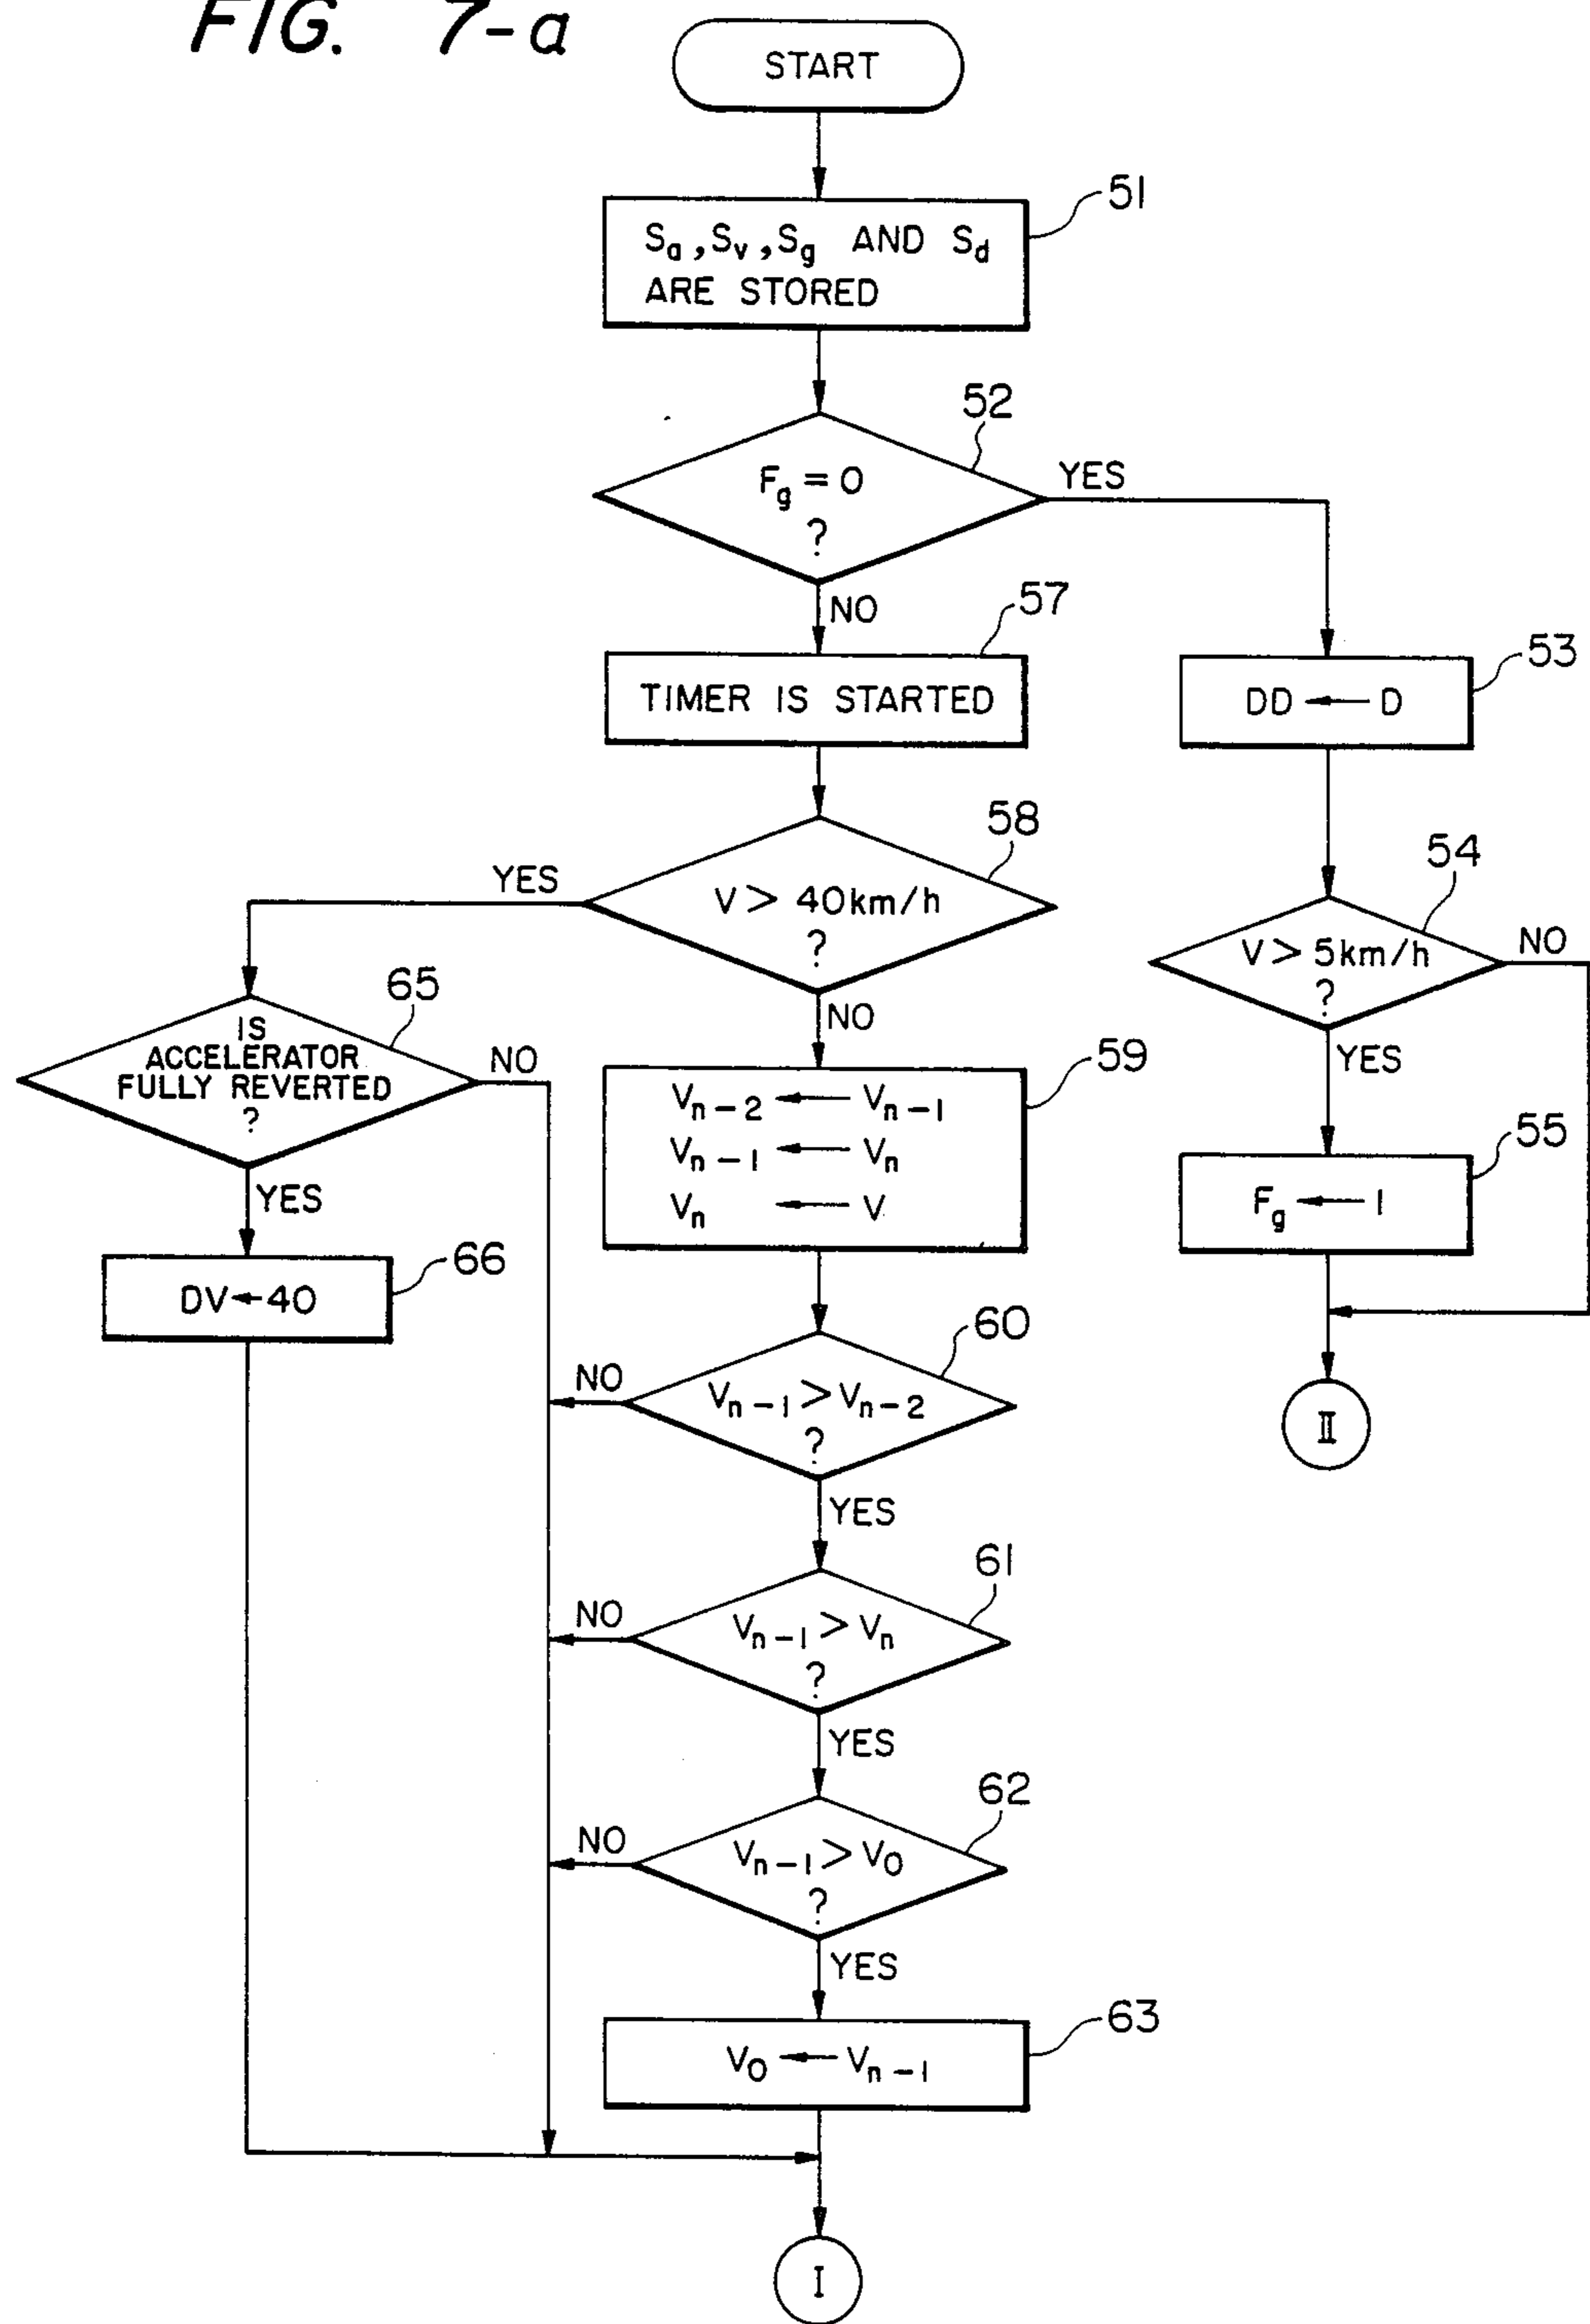 FIG. 7-a
START
51
Sa, Sv, Sg AND Sd
ARE STORED
52
Fg = 0
?
YES
NO
57
TIMER IS STARTED
53
DD ← D
58
V > 40km/h
?
YES
NO
54
V > 5km/h
?
NO
YES
65
IS
ACCELERATOR
FULLY REVERTED
?
NO
YES
59
Vn-2 ← Vn-1
Vn-1 ← Vn
Vn ← V
55
Fg ← 1
66
DV ← 40
60
Vn-1 > Vn-2
?
NO
YES
II
61
Vn-1 > Vn
?
NO
YES
62
Vn-1 > V0
?
NO
YES
63
V0 ← Vn-1
I